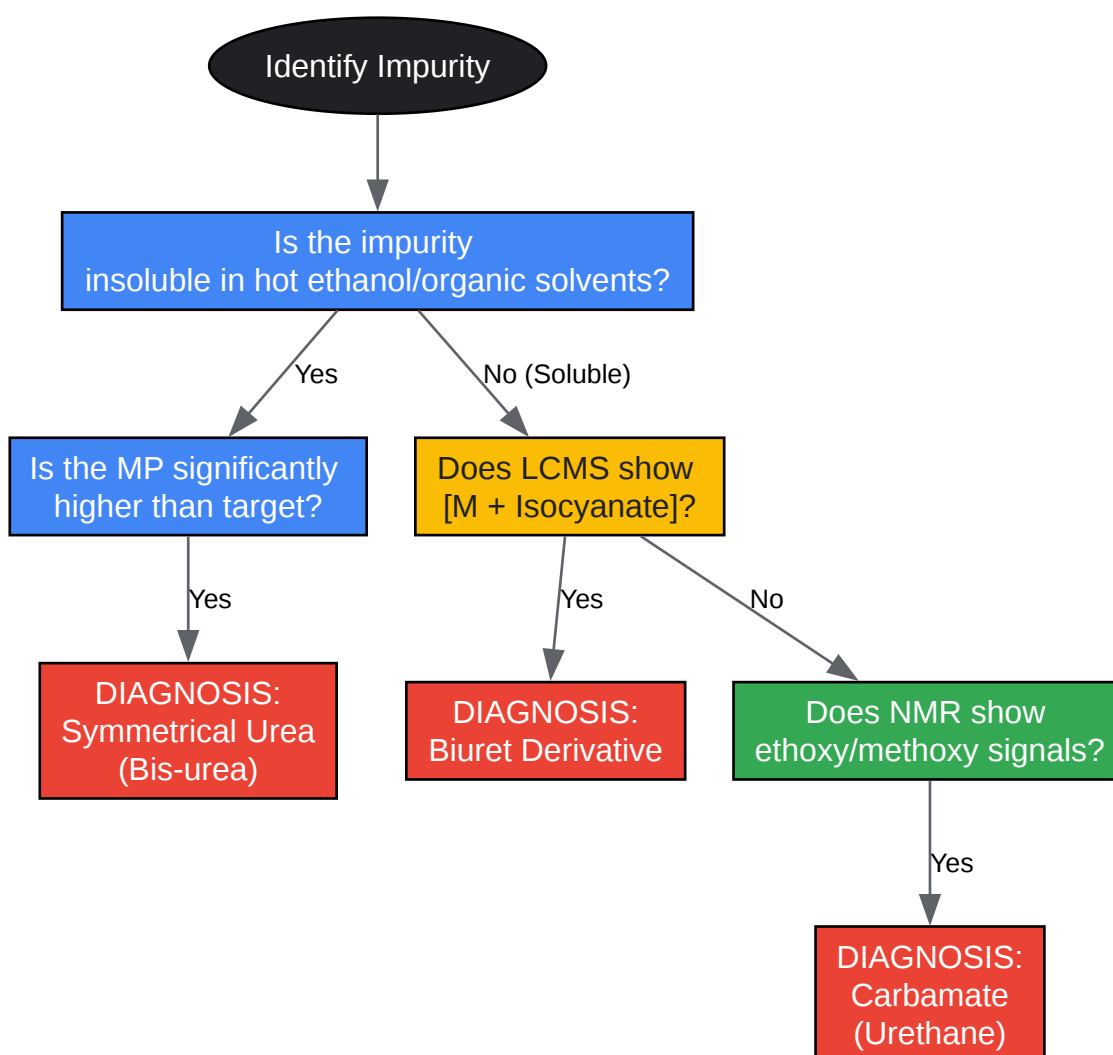 Identify Impurity
Is the impurity
insoluble in hot ethanol/organic solvents?
Yes
No (Soluble)
Is the MP significantly
higher than target?
Does LCMS show
[M + Isocyanate]?
Yes
Yes
No
DIAGNOSIS:
Symmetrical Urea
(Bis-urea)
DIAGNOSIS:
Biuret Derivative
Does NMR show
ethoxy/methoxy signals?
Yes
DIAGNOSIS:
Carbamate
(Urethane)